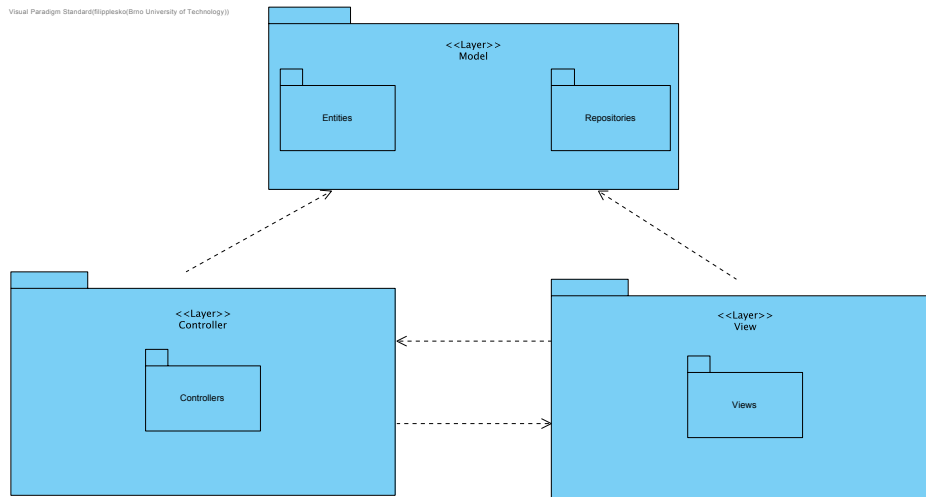 Visual Paradigm Standard(filipplesko(Brno University of Technology))
<<Layer>>
Model
Entities
Repositories
<<Layer>>
Controller
Controllers
<<Layer>>
View
Views